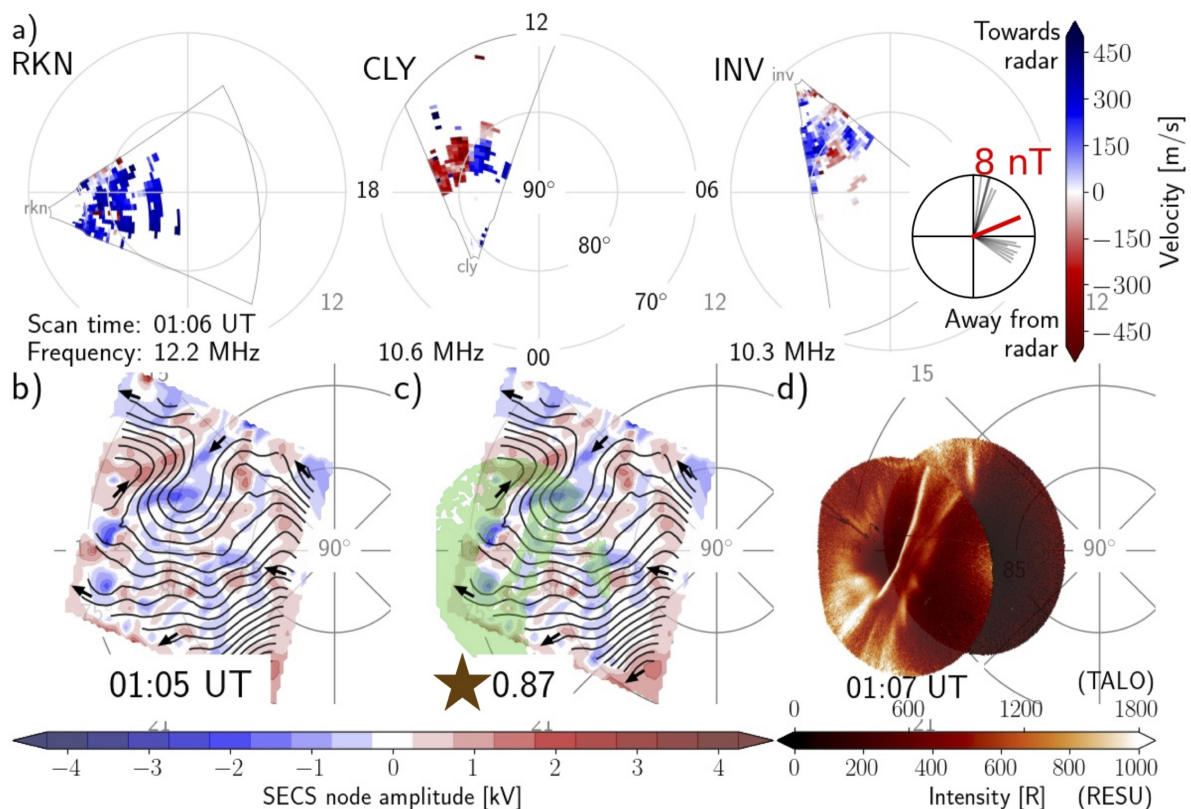 a)
RKN
CLY
INV
12
Towards
radar
inv
8 nT
450
300
150
0
−150
−300
−450
Velocity [m/s]
rkn
18
90°
06
80°
cly
70°
12
12
12
00
Scan time: 01:06 UT
Frequency: 12.2 MHz
10.6 MHz
10.3 MHz
Away from
radar
b)
15
c)
d)
15
90°
90°
85
90°
75
01:05 UT
0.87
01:07 UT
(TALO)
0
600
1200
1800
21
21
21
−4
−3
−2
−1
0
1
2
3
4
SECS node amplitude [kV]
0
200
400
600
800
1000
Intensity [R]
(RESU)